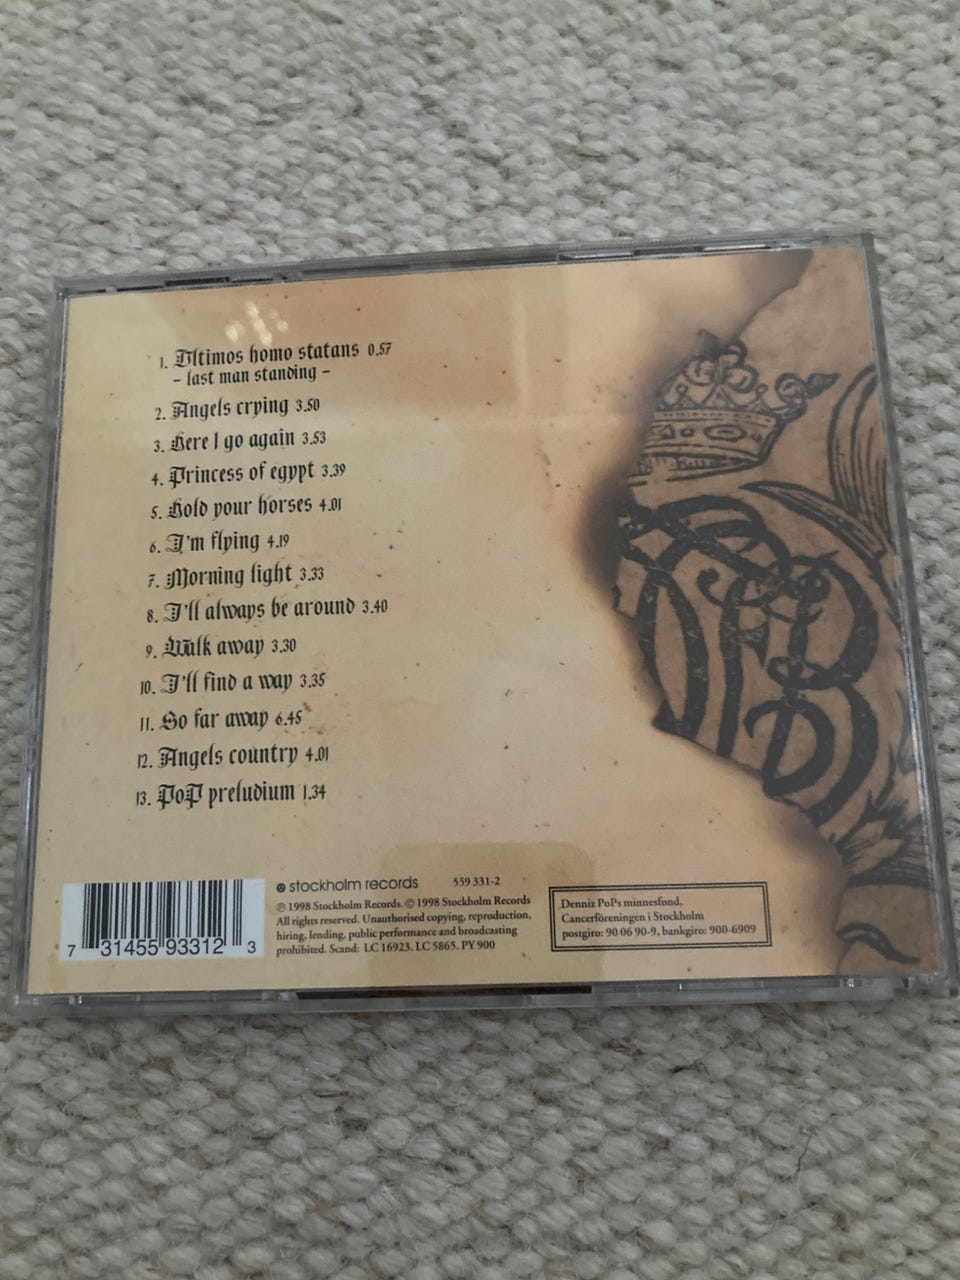 1. Ultimos homo statans 0.57
- last man standing -
2. Angels crying 3.50
3. Here I go again 3.53
4. Princess of egypt 3.39
5. Hold your horses 4.01
6. I'm flying 4.19
7. Morning light 3.33
8. I'll always be around 3.40
9. Walk away 3.30
10. I'll find a way 3.35
11. So far away 6.45
12. Angels country 4.01
13. PoP preludium 1.34
stockholm records 559 331-2
℗ 1998 Stockholm Records. © 1998 Stockholm Records
All rights reserved. Unauthorised copying, reproduction,
hiring, lending, public performance and broadcasting
prohibited. Scand: LC 16923. LC 5865. PY 900
Denniz PoPs minnesfond,
Cancerföreningen i Stockholm
postgiro: 90 06 90-9, bankgiro: 900-6909
7 31455 93312 3